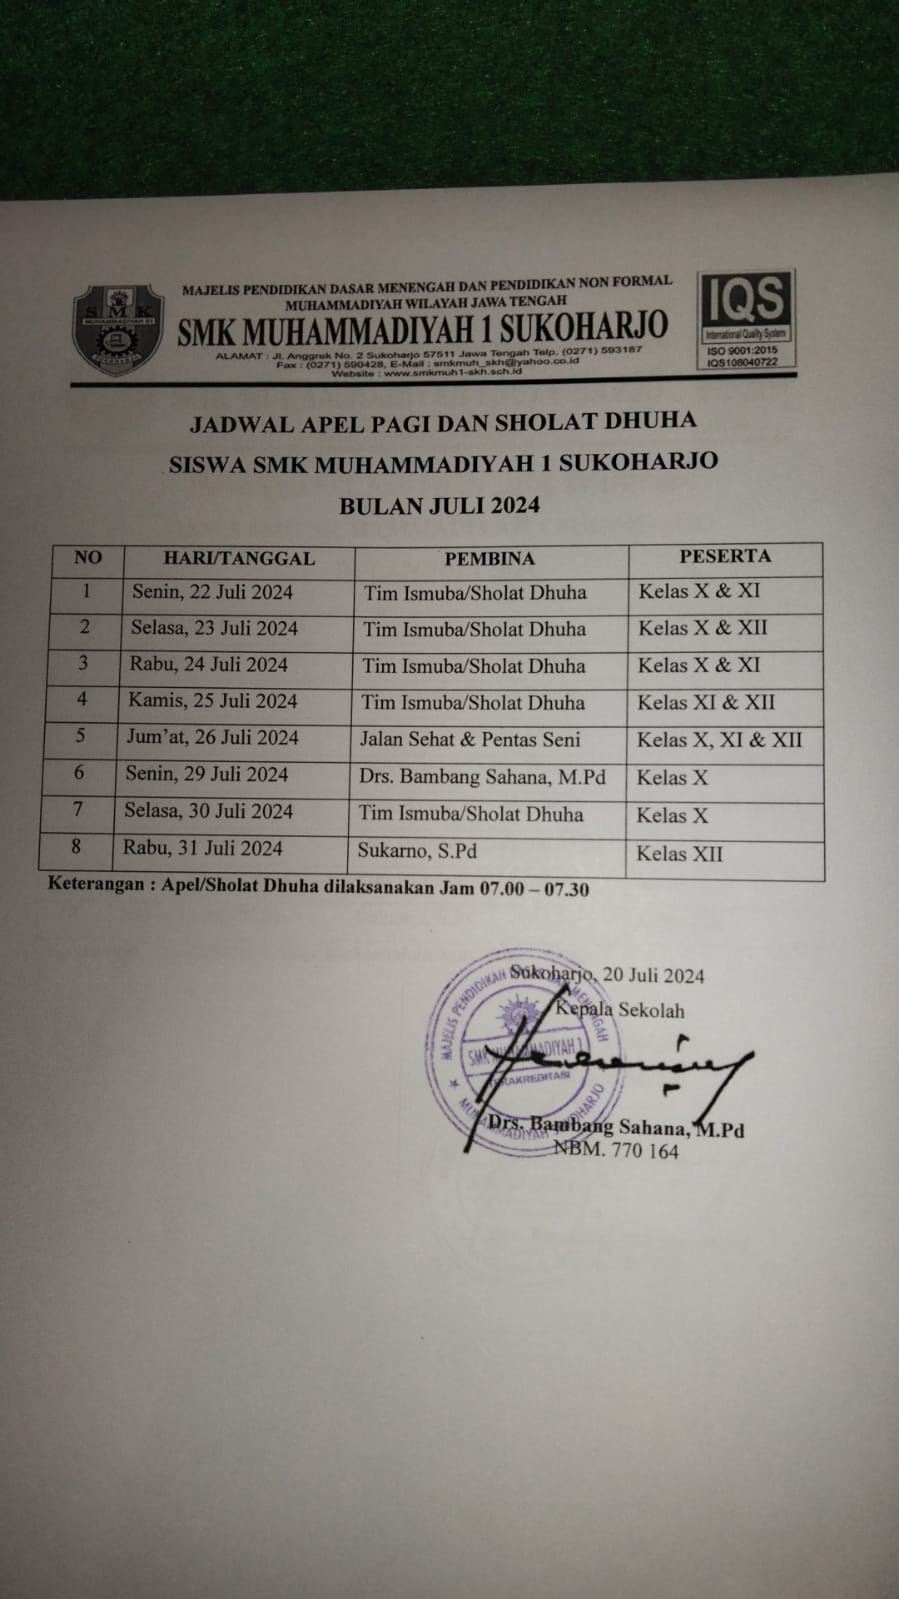 SMK
MUHAMMADIYAH
SUKOHARJO
MAJELIS PENDIDIKAN DASAR MENENGAH DAN PENDIDIKAN NON FORMAL
MUHAMMADIYAH WILAYAH JAWA TENGAH
SMK MUHAMMADIYAH 1 SUKOHARJO
ALAMAT : Jl. Anggrek No. 2 Sukoharjo 57511 Jawa Tengah Telp. (0271) 593187
Fax : (0271) 590428, E-Mail : smkmuh_skh@yahoo.co.id
Website : www.smkmuh1-skh.sch.id
IQS
International Quality System
ISO 9001:2015
IQS108040722
JADWAL APEL PAGI DAN SHOLAT DHUHA
SISWA SMK MUHAMMADIYAH 1 SUKOHARJO
BULAN JULI 2024
NO HARI/TANGGAL PEMBINA PESERTA
1 Senin, 22 Juli 2024 Tim Ismuba/Sholat Dhuha Kelas X & XI
2 Selasa, 23 Juli 2024 Tim Ismuba/Sholat Dhuha Kelas X & XII
3 Rabu, 24 Juli 2024 Tim Ismuba/Sholat Dhuha Kelas X & XI
4 Kamis, 25 Juli 2024 Tim Ismuba/Sholat Dhuha Kelas XI & XII
5 Jum’at, 26 Juli 2024 Jalan Sehat & Pentas Seni Kelas X, XI & XII
6 Senin, 29 Juli 2024 Drs. Bambang Sahana, M.Pd Kelas X
7 Selasa, 30 Juli 2024 Tim Ismuba/Sholat Dhuha Kelas X
8 Rabu, 31 Juli 2024 Sukarno, S.Pd Kelas XII
Keterangan : Apel/Sholat Dhuha dilaksanakan Jam 07.00 – 07.30
Sukoharjo, 20 Juli 2024
Kepala Sekolah
MAJELIS PENDIDIKAN MENENGAH
SMK MUHAMMADIYAH 1
TERAKREDITASI
MUHAMMADIYAH SUKOHARJO
Drs. Bambang Sahana, M.Pd
NBM. 770 164